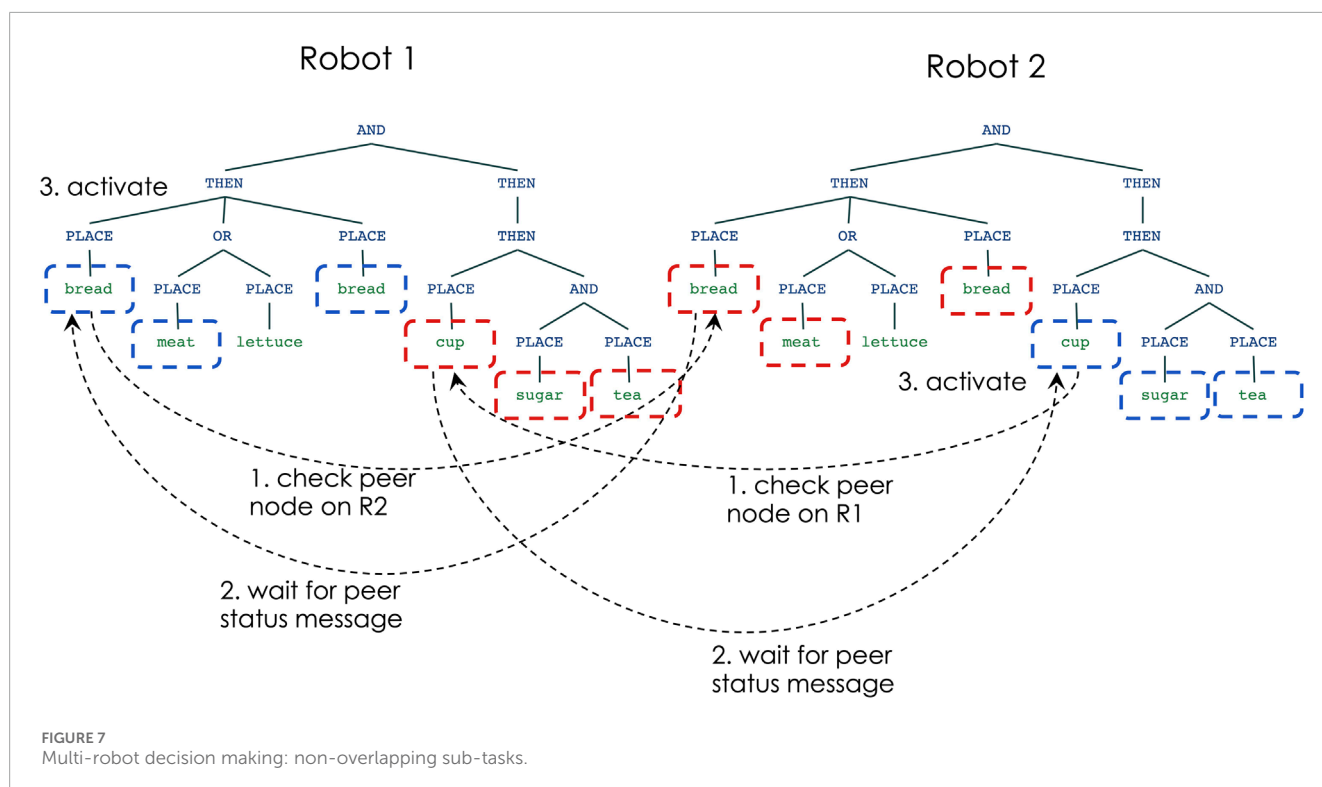 Robot 1
Robot 2
AND
AND
3. activate
THEN
THEN
THEN
THEN
PLACE
OR
PLACE
THEN
PLACE
OR
PLACE
THEN
bread
PLACE
PLACE
bread
PLACE
AND
bread
PLACE
PLACE
bread
PLACE
AND
meat
lettuce
cup
PLACE
PLACE
meat
lettuce
cup
PLACE
PLACE
3. activate
sugar
tea
sugar
tea
1. check peer
node on R2
1. check peer
node on R1
2. wait for peer
status message
2. wait for peer
status message
FIGURE 7
Multi-robot decision making: non-overlapping sub-tasks.